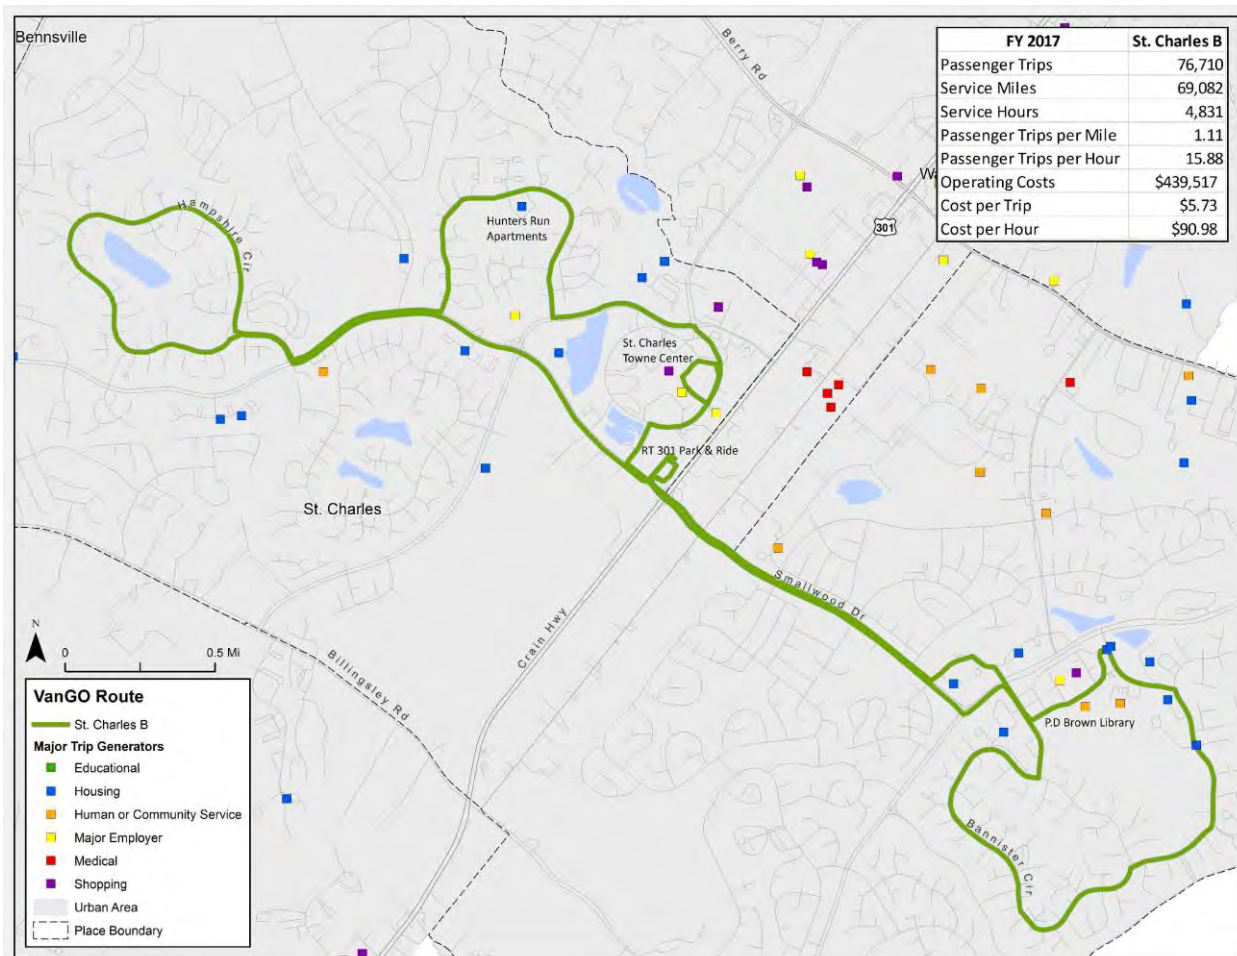 Bennsville
Berry Rd
FY 2017 St. Charles B
Passenger Trips 76,710
Service Miles 69,082
Service Hours 4,831
Passenger Trips per Mile 1.11
Passenger Trips per Hour 15.88
Operating Costs $439,517
Cost per Trip $5.73
Cost per Hour $90.98
Wa
301
Hampshire Cir
Hunters Run
Apartments
St. Charles
Towne Center
RT 301 Park & Ride
St. Charles
Smallwood Dr
Crain Hwy
Billingsley Rd
P.D Brown Library
Bannister Cir
N
0 0.5 Mi
VanGO Route
St. Charles B
Major Trip Generators
Educational
Housing
Human or Community Service
Major Employer
Medical
Shopping
Urban Area
Place Boundary